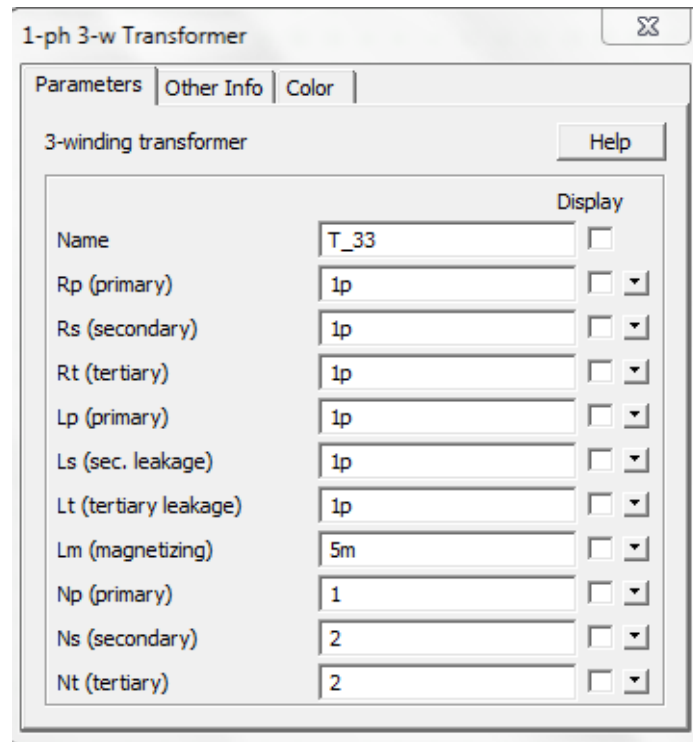 1-ph 3-w Transformer
Parameters Other Info Color
3-winding transformer Help
Display
Name T_33
Rp (primary) 1p
Rs (secondary) 1p
Rt (tertiary) 1p
Lp (primary) 1p
Ls (sec. leakage) 1p
Lt (tertiary leakage) 1p
Lm (magnetizing) 5m
Np (primary) 1
Ns (secondary) 2
Nt (tertiary) 2